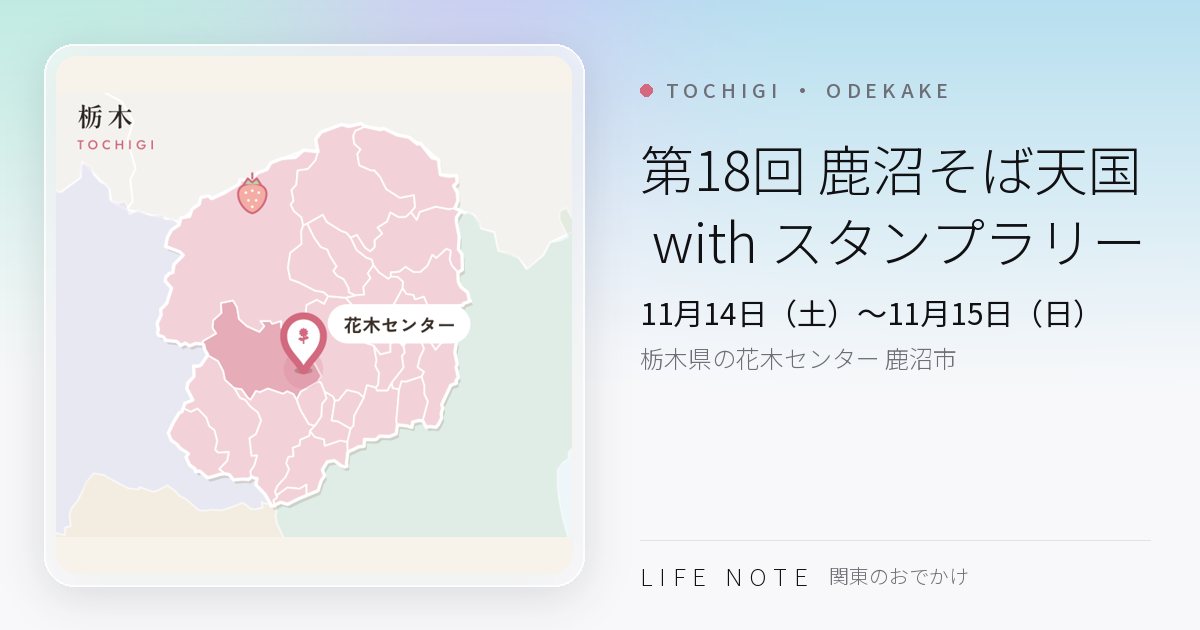 栃木
TOCHIGI
花木センター
TOCHIGI • ODEKAKE
第18回 鹿沼そば天国
with スタンプラリー
11月14日（土）〜11月15日（日）
栃木県の花木センター 鹿沼市
LIFE NOTE 関東のおでかけ